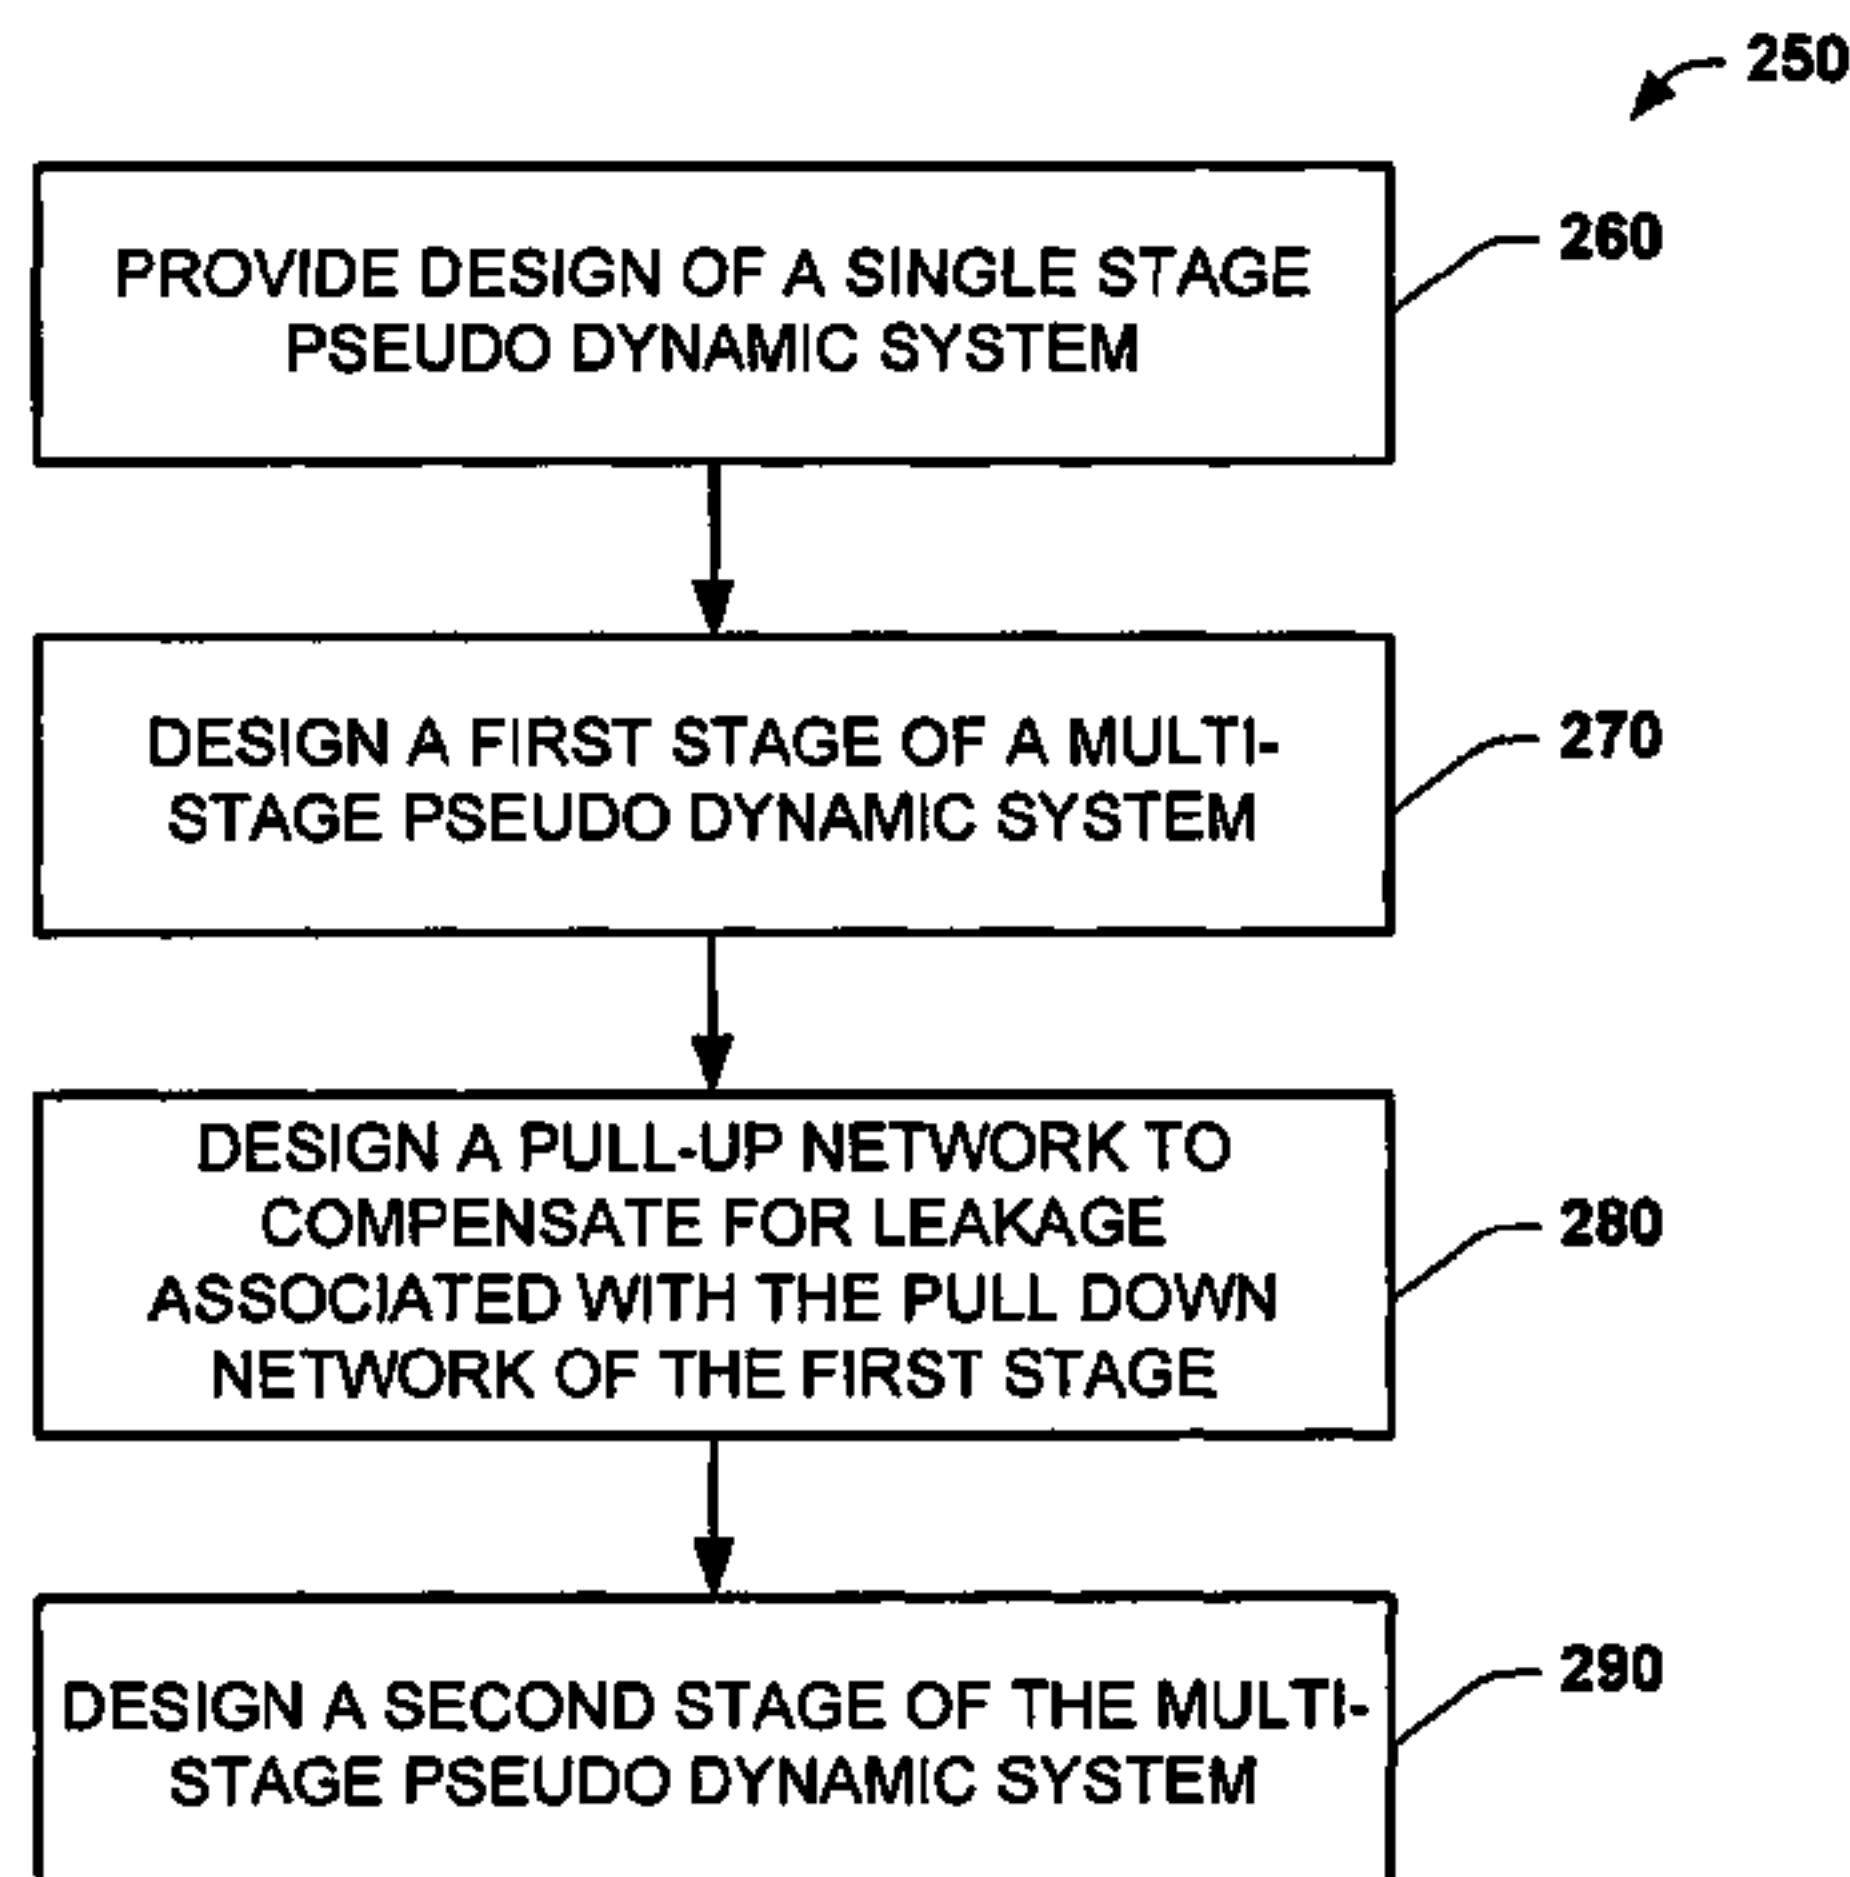 250
PROVIDE DESIGN OF A SINGLE STAGE
PSEUDO DYNAMIC SYSTEM
260
DESIGN A FIRST STAGE OF A MULTI-
STAGE PSEUDO DYNAMIC SYSTEM
270
DESIGN A PULL-UP NETWORK TO
COMPENSATE FOR LEAKAGE
ASSOCIATED WITH THE PULL DOWN
NETWORK OF THE FIRST STAGE
280
DESIGN A SECOND STAGE OF THE MULTI-
STAGE PSEUDO DYNAMIC SYSTEM
290